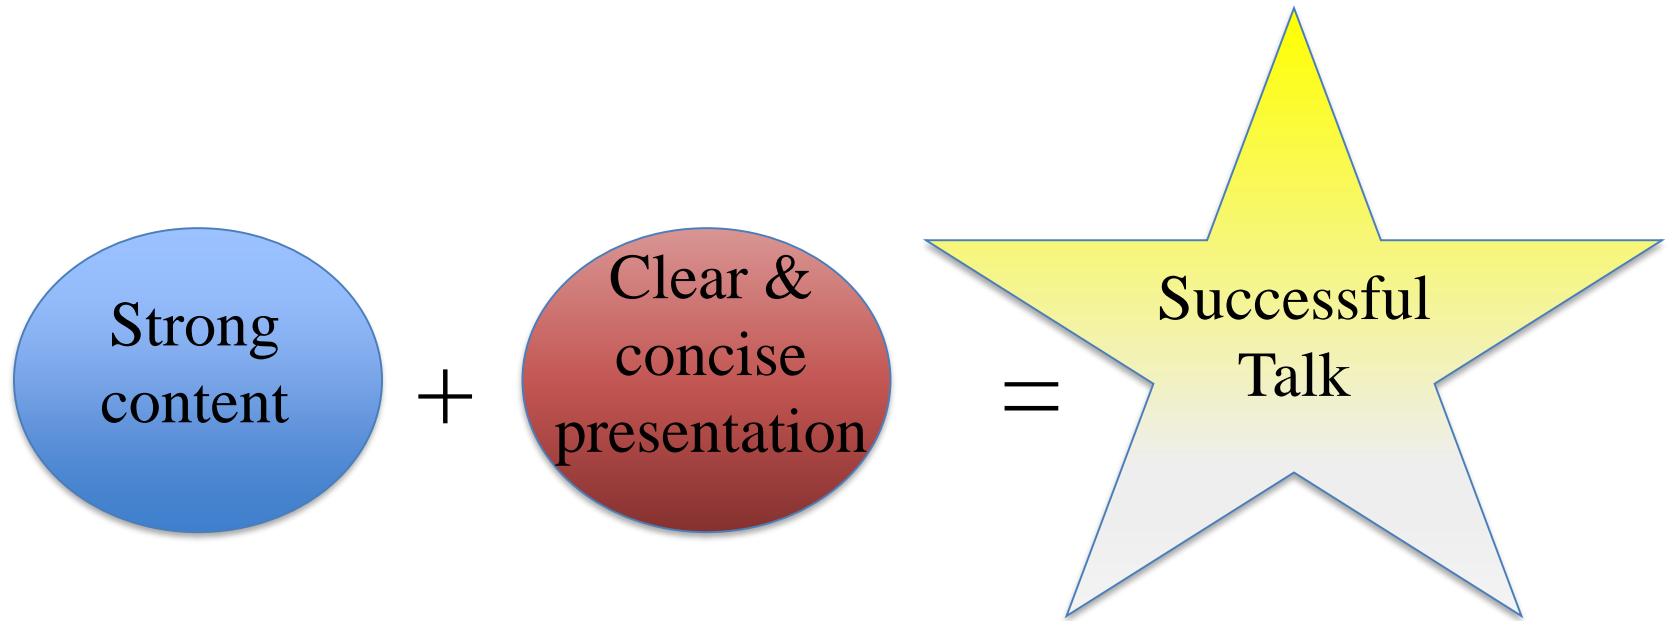 Strong
content
+
Clear &
concise
presentation
=
Successful
Talk